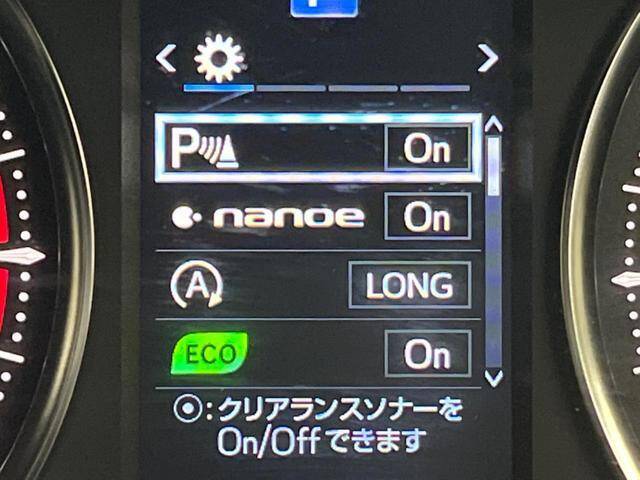 P On
nanoe On
A LONG
ECO On
⦿:クリアランスソナーを
On/Offできます